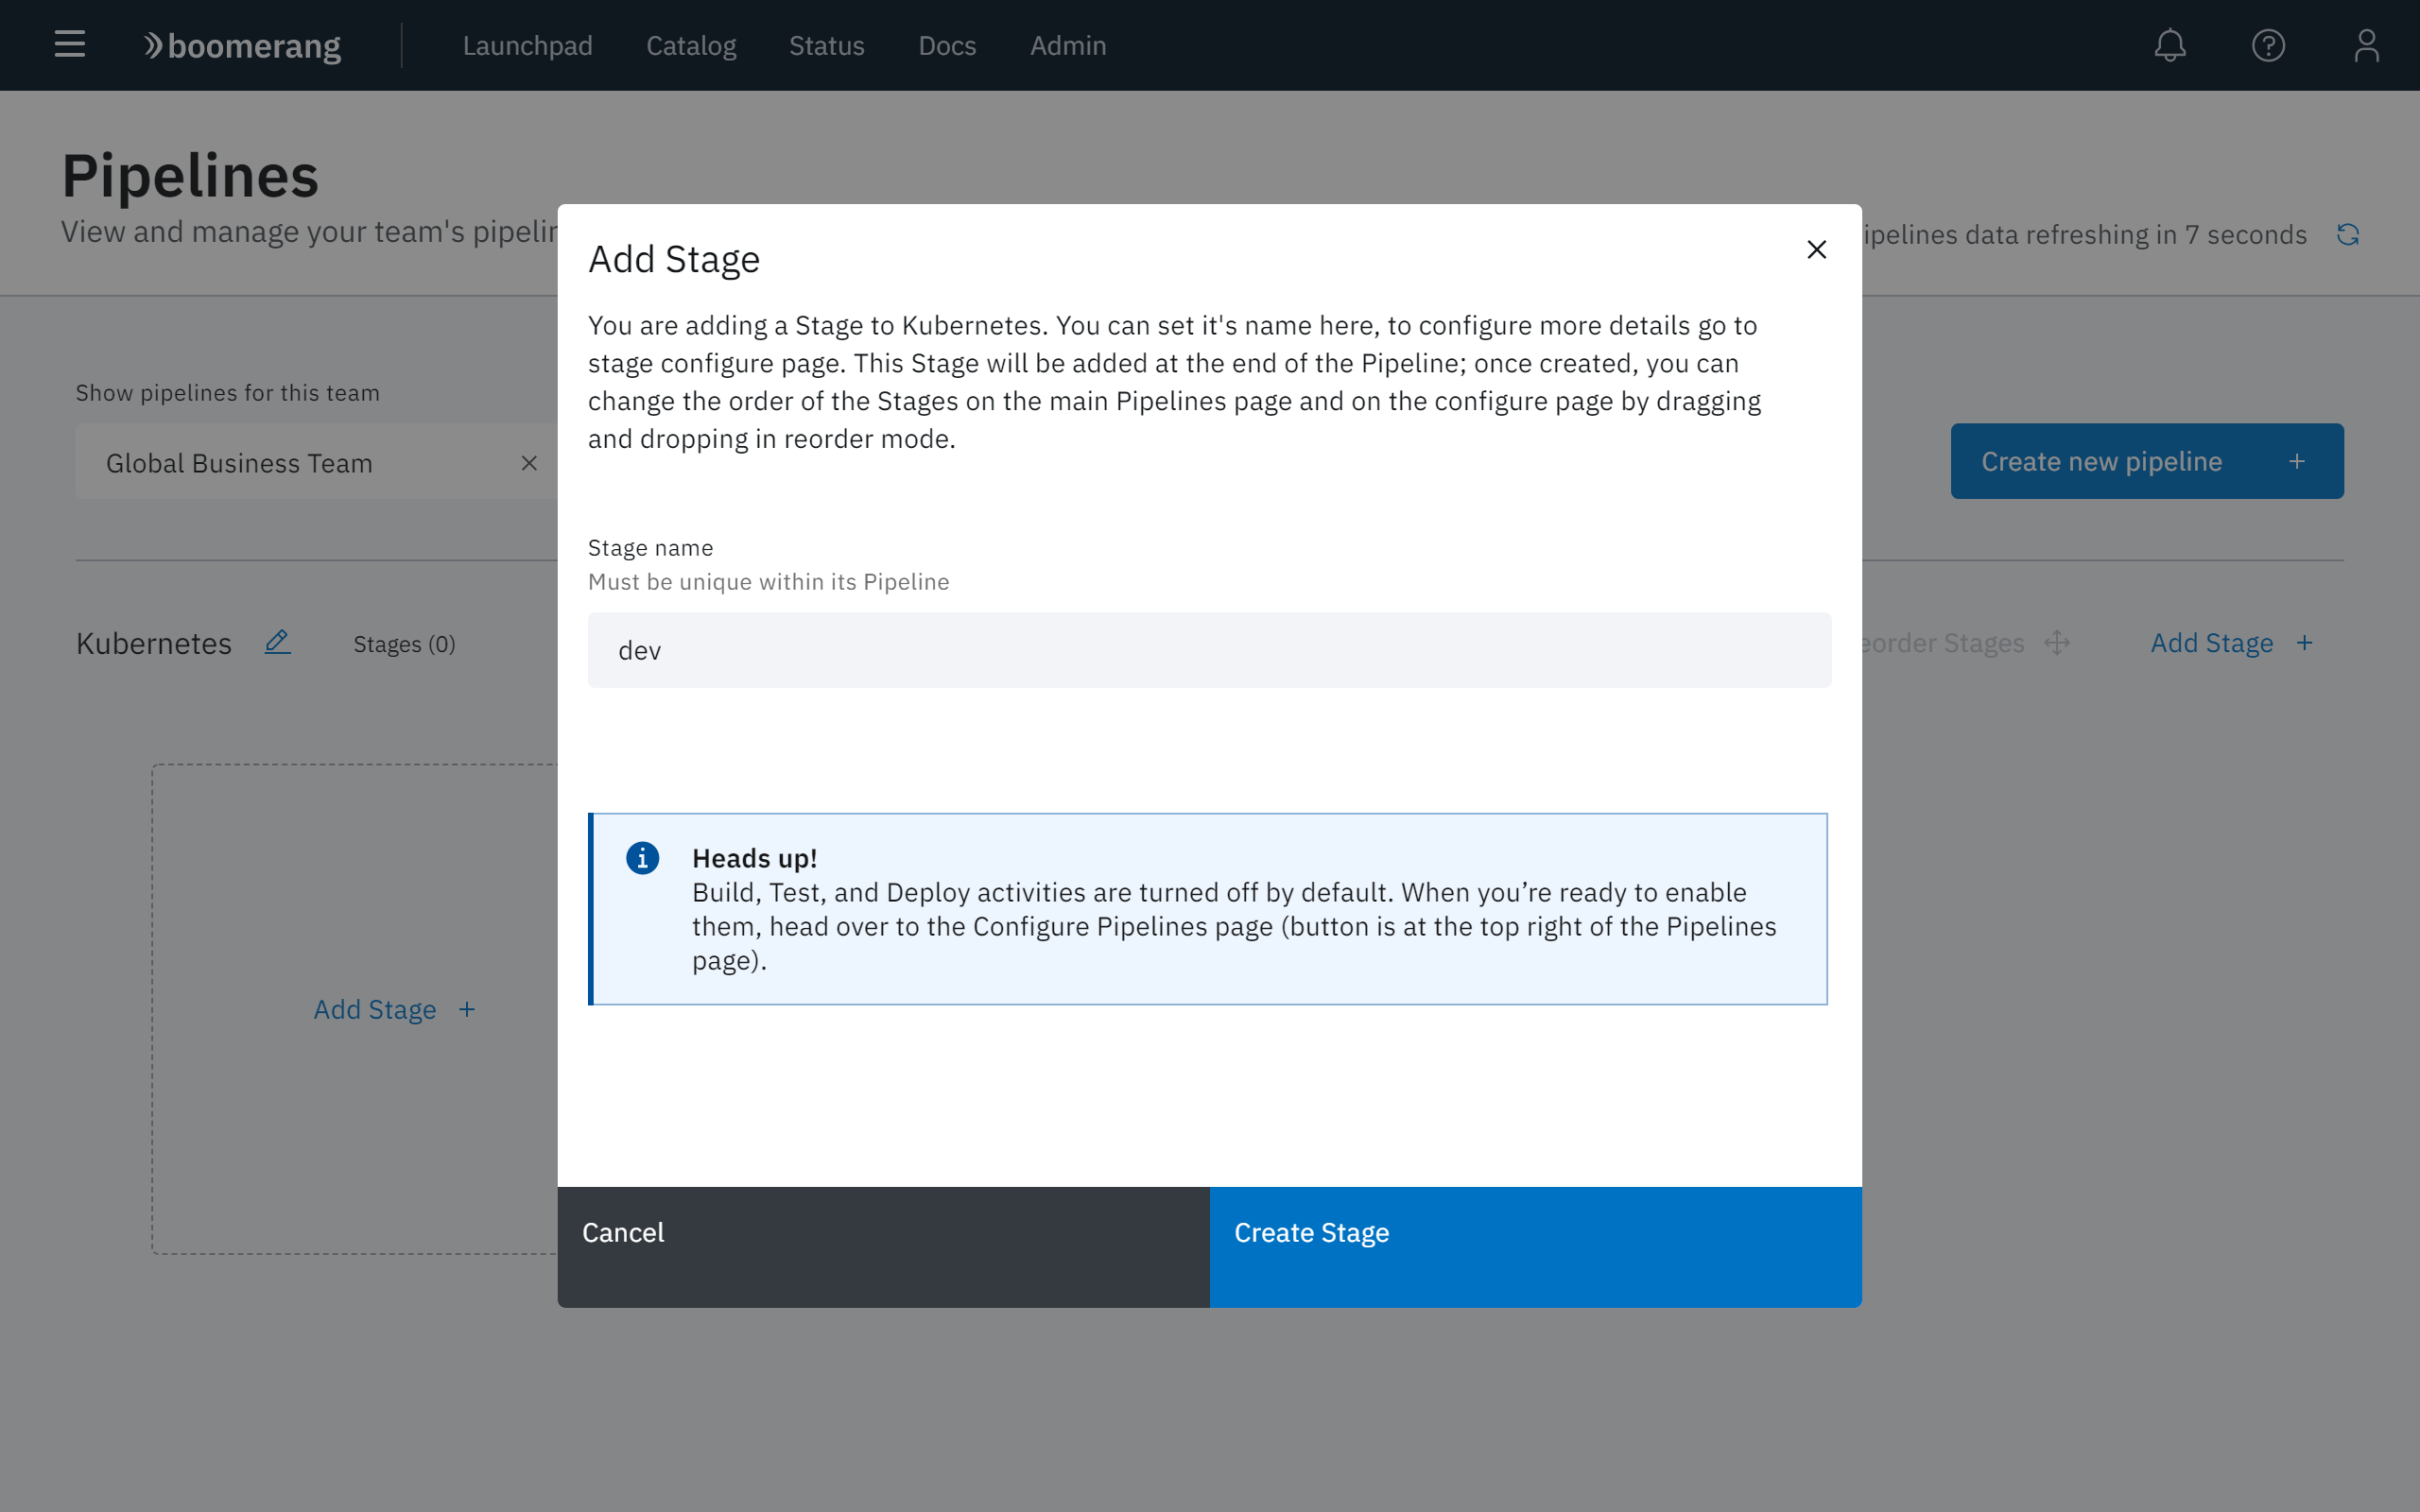 boomerang
Launchpad
Catalog
Status
Docs
Admin
Pipelines
View and manage your team's
ipelines data refreshing in 7 seconds
Show pipelines for this team
Global Business Team
Create new pipeline
Kubernetes
Stages (0)
eorder Stages
Add Stage
Add Stage
Add Stage
You are adding a Stage to Kubernetes. You can set it's name here, to configure more details go to
stage configure page. This Stage will be added at the end of the Pipeline; once created, you can
change the order of the Stages on the main Pipelines page and on the configure page by dragging
and dropping in reorder mode.
Stage name
Must be unique within its Pipeline
dev
Heads up!
Build, Test, and Deploy activities are turned off by default. When you’re ready to enable
them, head over to the Configure Pipelines page (button is at the top right of the Pipelines
page).
Cancel
Create Stage